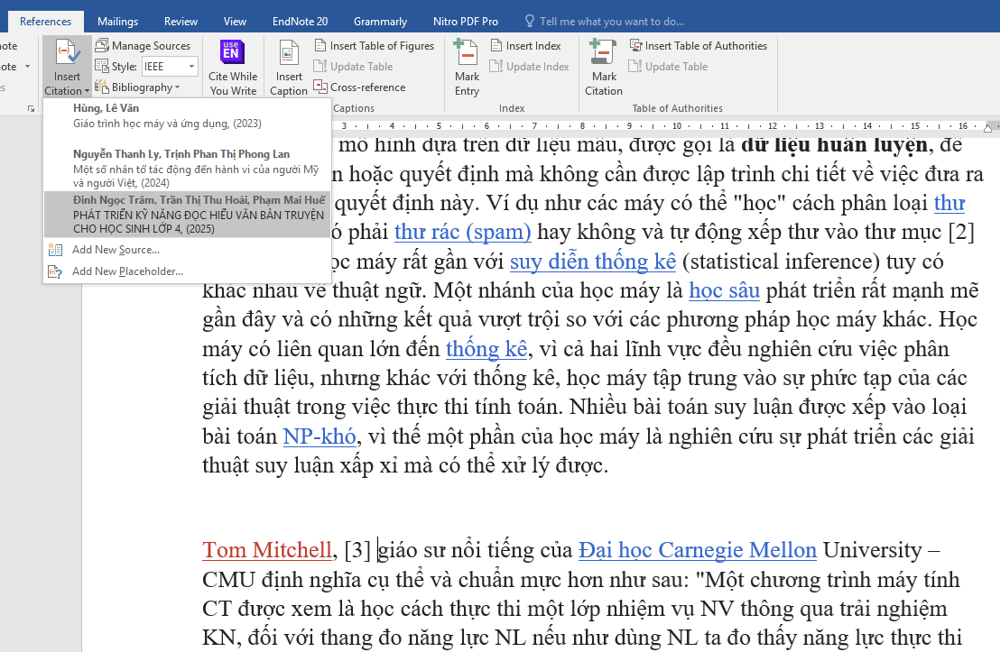 References Mailings Review View EndNote 20 Grammarly Nitro PDF Pro Tell me what you want to do...
Insert
Citation
Manage Sources
Style: IEEE
Bibliography
use
EN
Cite While
You Write
Insert
Caption
Insert Table of Figures
Update Table
Cross-reference
Captions
Mark
Entry
Insert Index
Update Index
Index
Mark
Citation
Insert Table of Authorities
Update Table
Table of Authorities
Hùng, Lê Văn
Giáo trình học máy và ứng dụng, (2023)
Nguyễn Thanh Ly, Trịnh Phan Thị Phong Lan
Một số nhân tố tác động đến hành vi của người Mỹ
và người Việt, (2024)
Đinh Ngọc Trâm, Trần Thị Thu Hoài, Phạm Mai Huế
PHÁT TRIỂN KỸ NĂNG ĐỌC HIỂU VĂN BẢN TRUYỆN
CHO HỌC SINH LỚP 4, (2025)
Add New Source...
Add New Placeholder...
3 4 5 6 7 8 9 10 11 12 13 14 15 16
mô hình dựa trên dữ liệu mẫu, được gọi là dữ liệu huấn luyện, để
hoặc quyết định mà không cần được lập trình chi tiết về việc đưa ra
quyết định này. Ví dụ như các máy có thể "học" cách phân loại thư
phải thư rác (spam) hay không và tự động xếp thư vào thư mục [2]
máy rất gần với suy diễn thống kê (statistical inference) tuy có
khác nhau về thuật ngữ. Một nhánh của học máy là học sâu phát triển rất mạnh mẽ
gần đây và có những kết quả vượt trội so với các phương pháp học máy khác. Học
máy có liên quan lớn đến thống kê, vì cả hai lĩnh vực đều nghiên cứu việc phân
tích dữ liệu, nhưng khác với thống kê, học máy tập trung vào sự phức tạp của các
giải thuật trong việc thực thi tính toán. Nhiều bài toán suy luận được xếp vào loại
bài toán NP-khó, vì thế một phần của học máy là nghiên cứu sự phát triển các giải
thuật suy luận xấp xỉ mà có thể xử lý được.
Tom Mitchell, [3] giáo sư nổi tiếng của Đại học Carnegie Mellon University –
CMU định nghĩa cụ thể và chuẩn mực hơn như sau: "Một chương trình máy tính
CT được xem là học cách thực thi một lớp nhiệm vụ NV thông qua trải nghiệm
KN, đối với thang đo năng lực NL nếu như dùng NL ta đo thấy năng lực thực thi